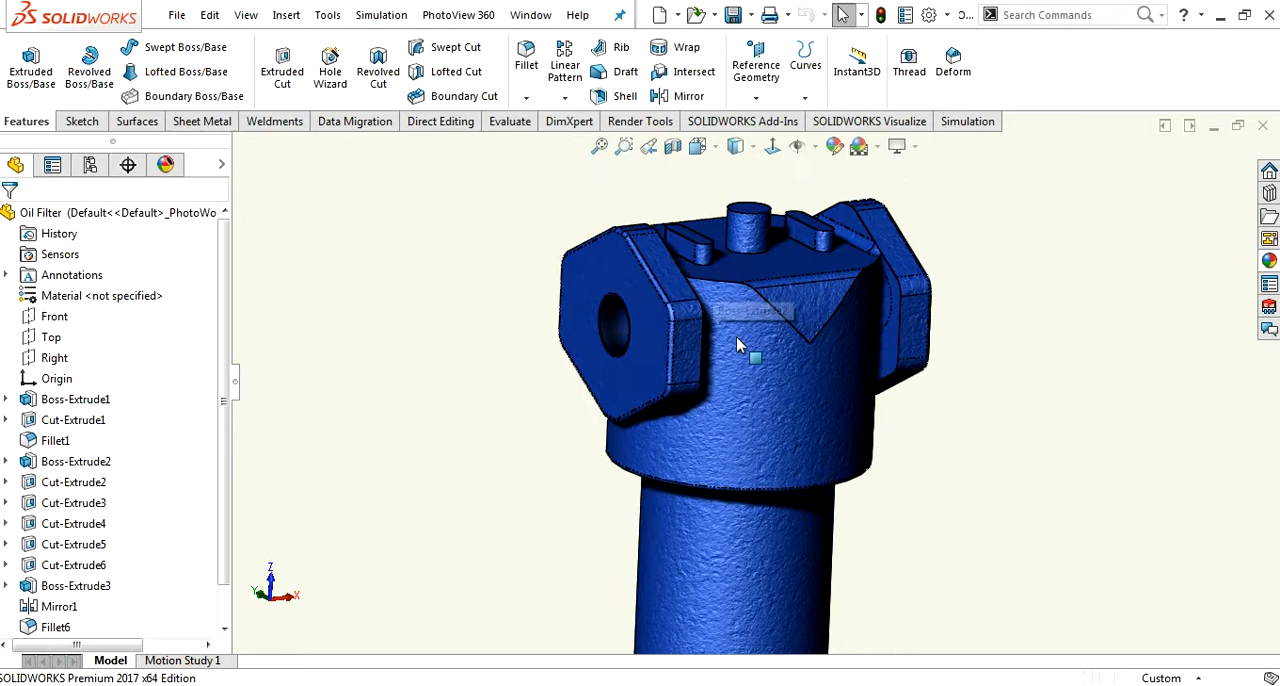 SOLIDWORKS File Edit View Insert Tools Simulation PhotoView 360 Window Help Search Commands ?
Extruded Boss/Base
Revolved Boss/Base
Swept Boss/Base
Lofted Boss/Base
Boundary Boss/Base
Extruded Cut
Hole Wizard
Revolved Cut
Swept Cut
Lofted Cut
Boundary Cut
Fillet
Linear Pattern
Rib
Draft
Shell
Wrap
Intersect
Mirror
Reference Geometry
Curves
Instant3D
Thread
Deform
Features Sketch Surfaces Sheet Metal Weldments Data Migration Direct Editing Evaluate DimXpert Render Tools SOLIDWORKS Add-Ins SOLIDWORKS Visualize Simulation
Oil Filter (Default<<Default>_PhotoWo
History
Sensors
Annotations
Material <not specified>
Front
Top
Right
Origin
Boss-Extrude1
Cut-Extrude1
Fillet1
Boss-Extrude2
Cut-Extrude2
Cut-Extrude3
Cut-Extrude4
Cut-Extrude5
Cut-Extrude6
Boss-Extrude3
Mirror1
Fillet6
Z
Y
X
Model Motion Study 1
SOLIDWORKS Premium 2017 x64 Edition
Custom